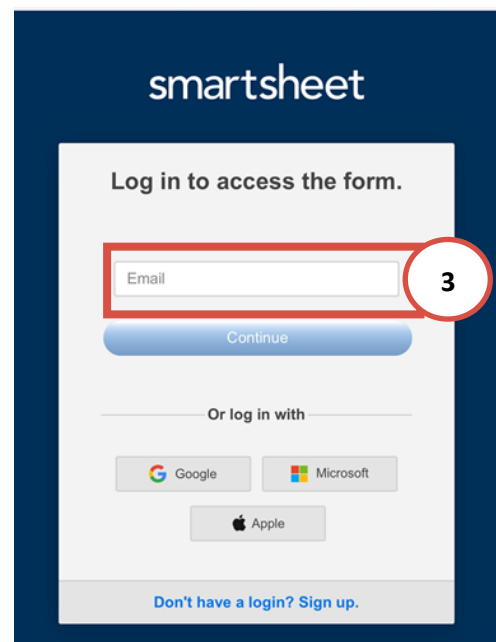 smartsheet
Log in to access the form.
Email
3
Continue
Or log in with
Google
Microsoft
Apple
Don't have a login? Sign up.